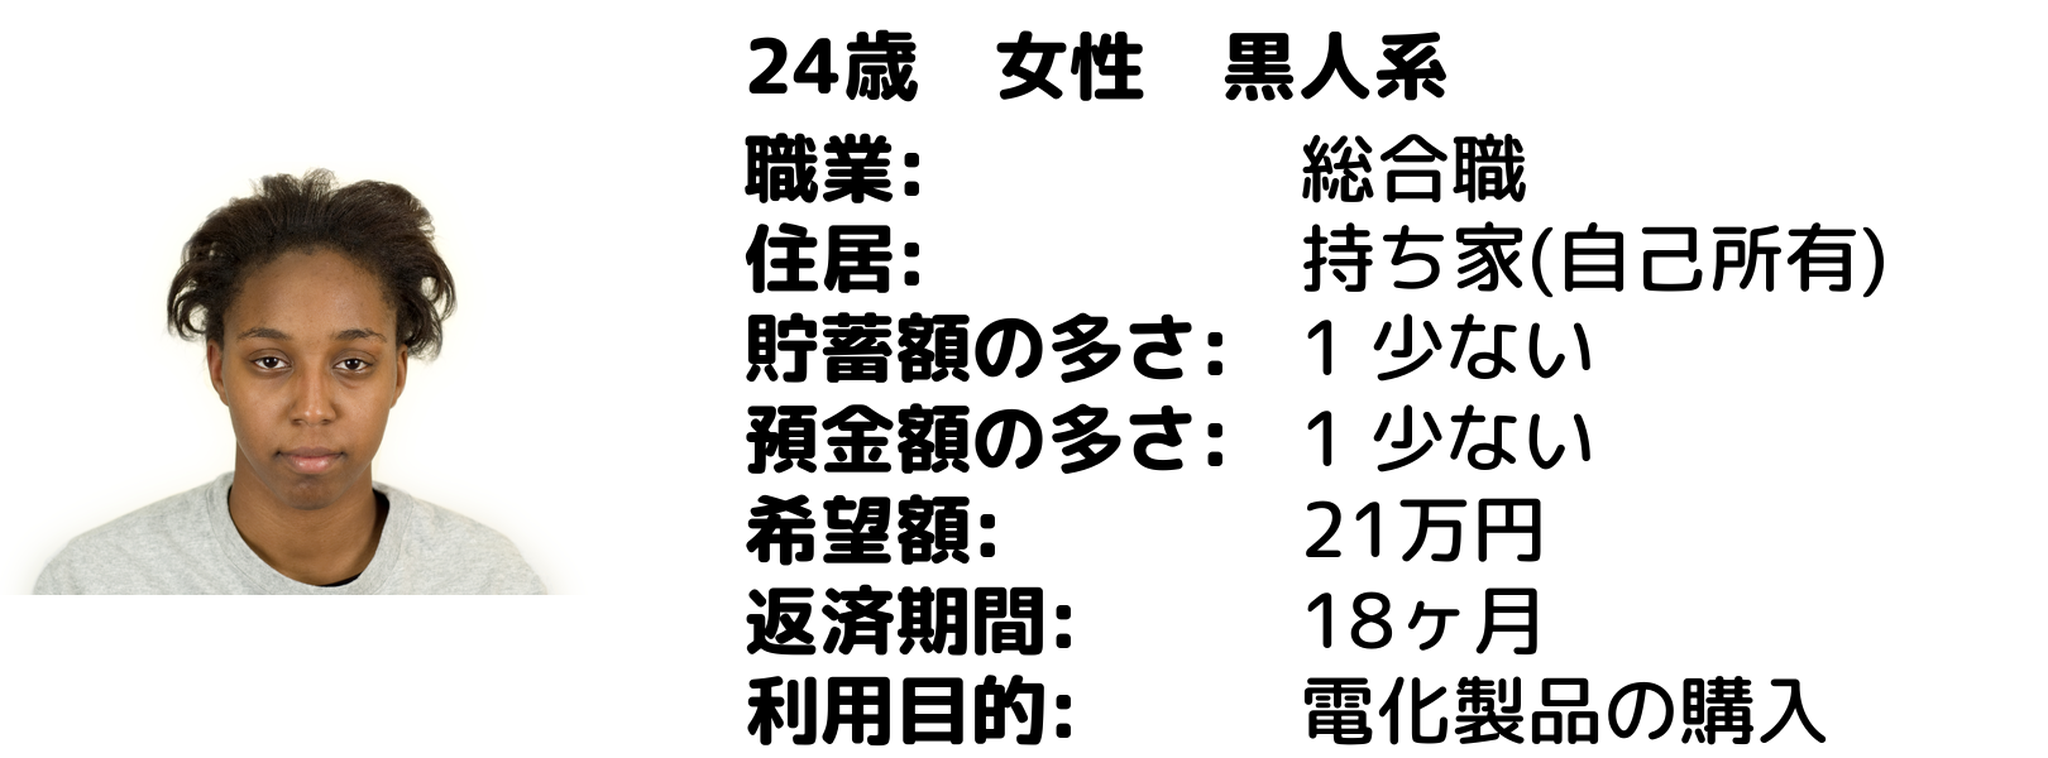 24歳　女性　黒人系
職業: 総合職
住居: 持ち家(自己所有)
貯蓄額の多さ: 1 少ない
預金額の多さ: 1 少ない
希望額: 21万円
返済期間: 18ヶ月
利用目的: 電化製品の購入